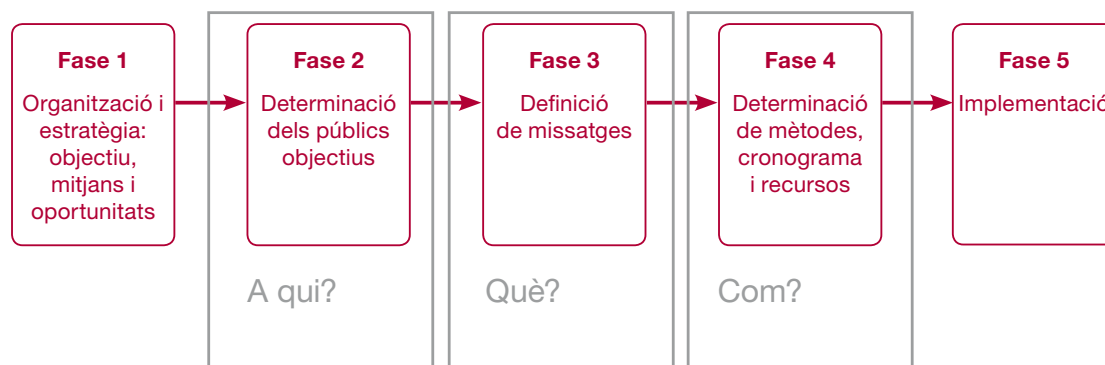 Fase 1
Organització i
estratègia:
objectiu,
mitjans i
oportunitats
Fase 2
Determinació
dels públics
objectius
Fase 3
Definició
de missatges
Fase 4
Determinació
de mètodes,
cronograma
i recursos
Fase 5
Implementació
A qui?
Què?
Com?